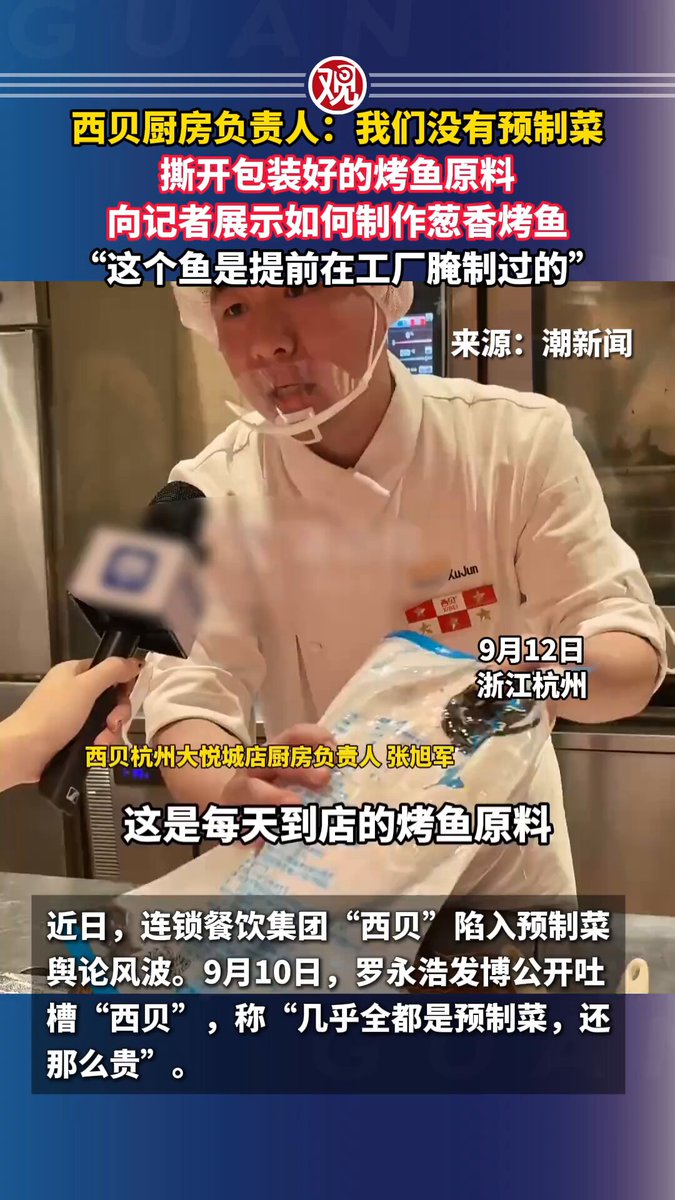 GUAN
观
西贝厨房负责人：我们没有预制菜
撕开包装好的烤鱼原料
向记者展示如何制作葱香烤鱼
“这个鱼是提前在工厂腌制过的”
来源：潮新闻
XuJun
西贝
XIBEI
9月12日
浙江杭州
西贝杭州大悦城店厨房负责人 张旭军
这是每天到店的烤鱼原料
近日，连锁餐饮集团“西贝”陷入预制菜
舆论风波。9月10日，罗永浩发博公开吐
槽“西贝”，称“几乎全都是预制菜，还
那么贵”。